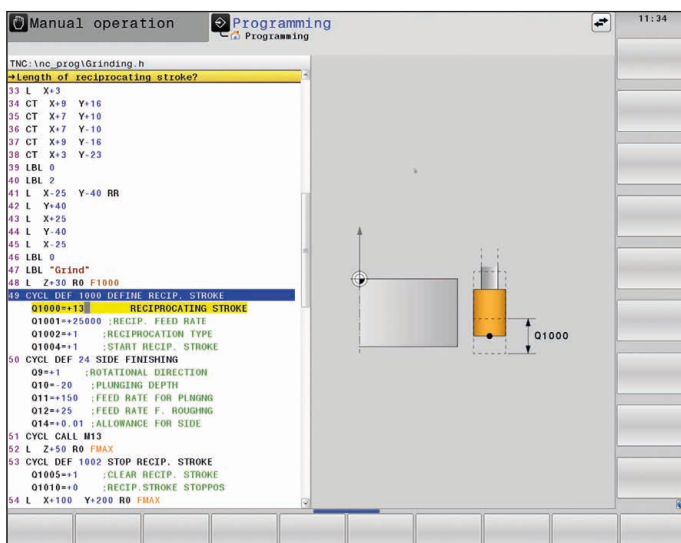 Manual operation
Programming
Programming
11:34
TNC:\nc_prog\Grinding.h
→Length of reciprocating stroke?
33 L X+3
34 CT X+9 Y+16
35 CT X+7 Y+10
36 CT X+7 Y-10
37 CT X+9 Y-16
38 CT X+3 Y-23
39 LBL 0
40 LBL 2
41 L X-25 Y-40 RR
42 L Y+40
43 L X+25
44 L Y-40
45 L X-25
46 LBL 0
47 LBL "Grind"
48 L Z+30 R0 F1000
49 CYCL DEF 1000 DEFINE RECIP. STROKE
Q1000=+13 RECIPROCATING STROKE
Q1001=+25000 ;RECIP. FEED RATE
Q1002=+1 ;RECIPROCATION TYPE
Q1004=+1 ;START RECIP. STROKE
50 CYCL DEF 24 SIDE FINISHING
Q9=+1 ;ROTATIONAL DIRECTION
Q10=-20 ;PLUNGING DEPTH
Q11=+150 ;FEED RATE FOR PLNGNG
Q12=+25 ;FEED RATE F. ROUGHNG
Q14=+0.01 ;ALLOWANCE FOR SIDE
51 CYCL CALL M13
52 L Z+50 R0 FMAX
53 CYCL DEF 1002 STOP RECIP. STROKE
Q1005=+1 ;CLEAR RECIP. STROKE
Q1010=+0 ;RECIP.STROKE STOPPOS
54 L X+100 Y+200 R0 FMAX
Q1000